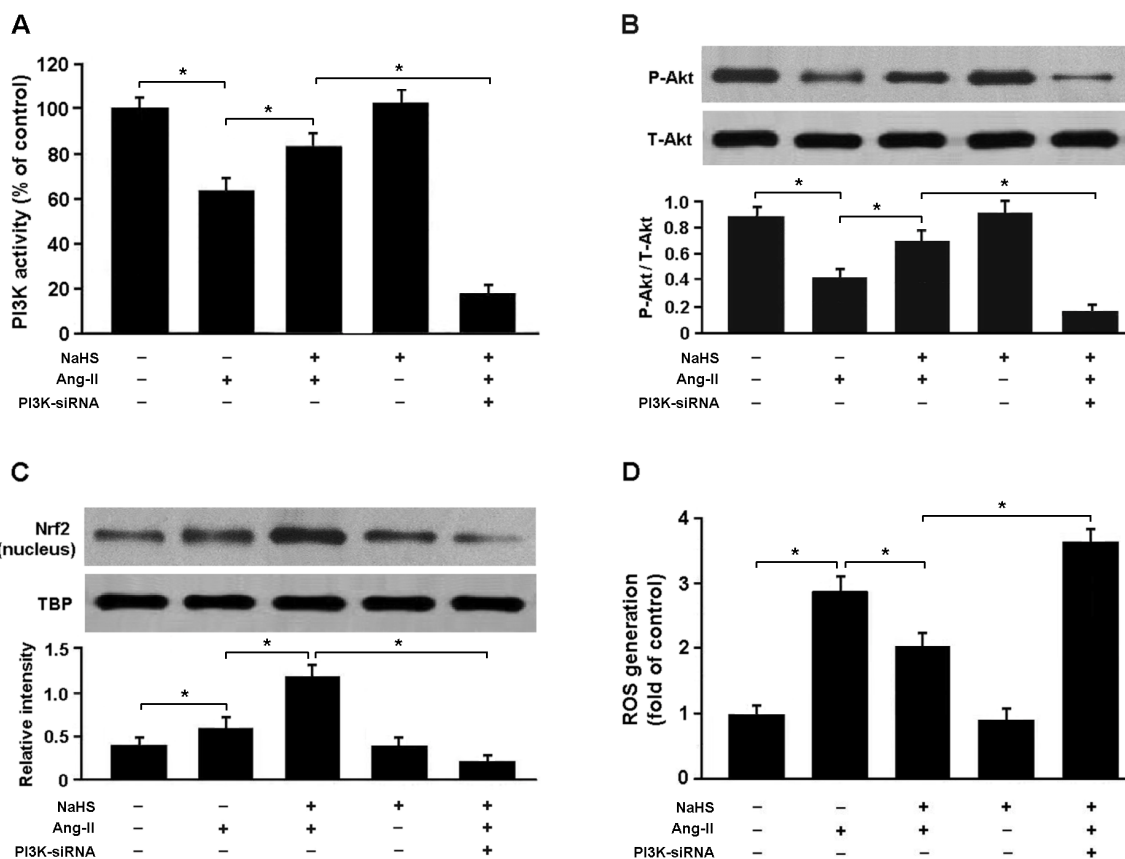 A
PI3K activity (% of control)
120
100
80
60
40
20
0
* * *
NaHS – – + + +
Ang-II – + + – +
PI3K-siRNA – – – – +
B
P-Akt
T-Akt
P-Akt / T-Akt
1.0
0.8
0.6
0.4
0.2
0
* * *
NaHS – – + + +
Ang-II – + + – +
PI3K-siRNA – – – – +
C
Nrf2
(nucleus)
TBP
Relative intensity
1.5
1.0
0.5
0
* * *
NaHS – – + + +
Ang-II – + + – +
PI3K-siRNA – – – – +
D
ROS generation
(fold of control)
4
3
2
1
0
* * *
NaHS – – + + +
Ang-II – + + – +
PI3K-siRNA – – – – +